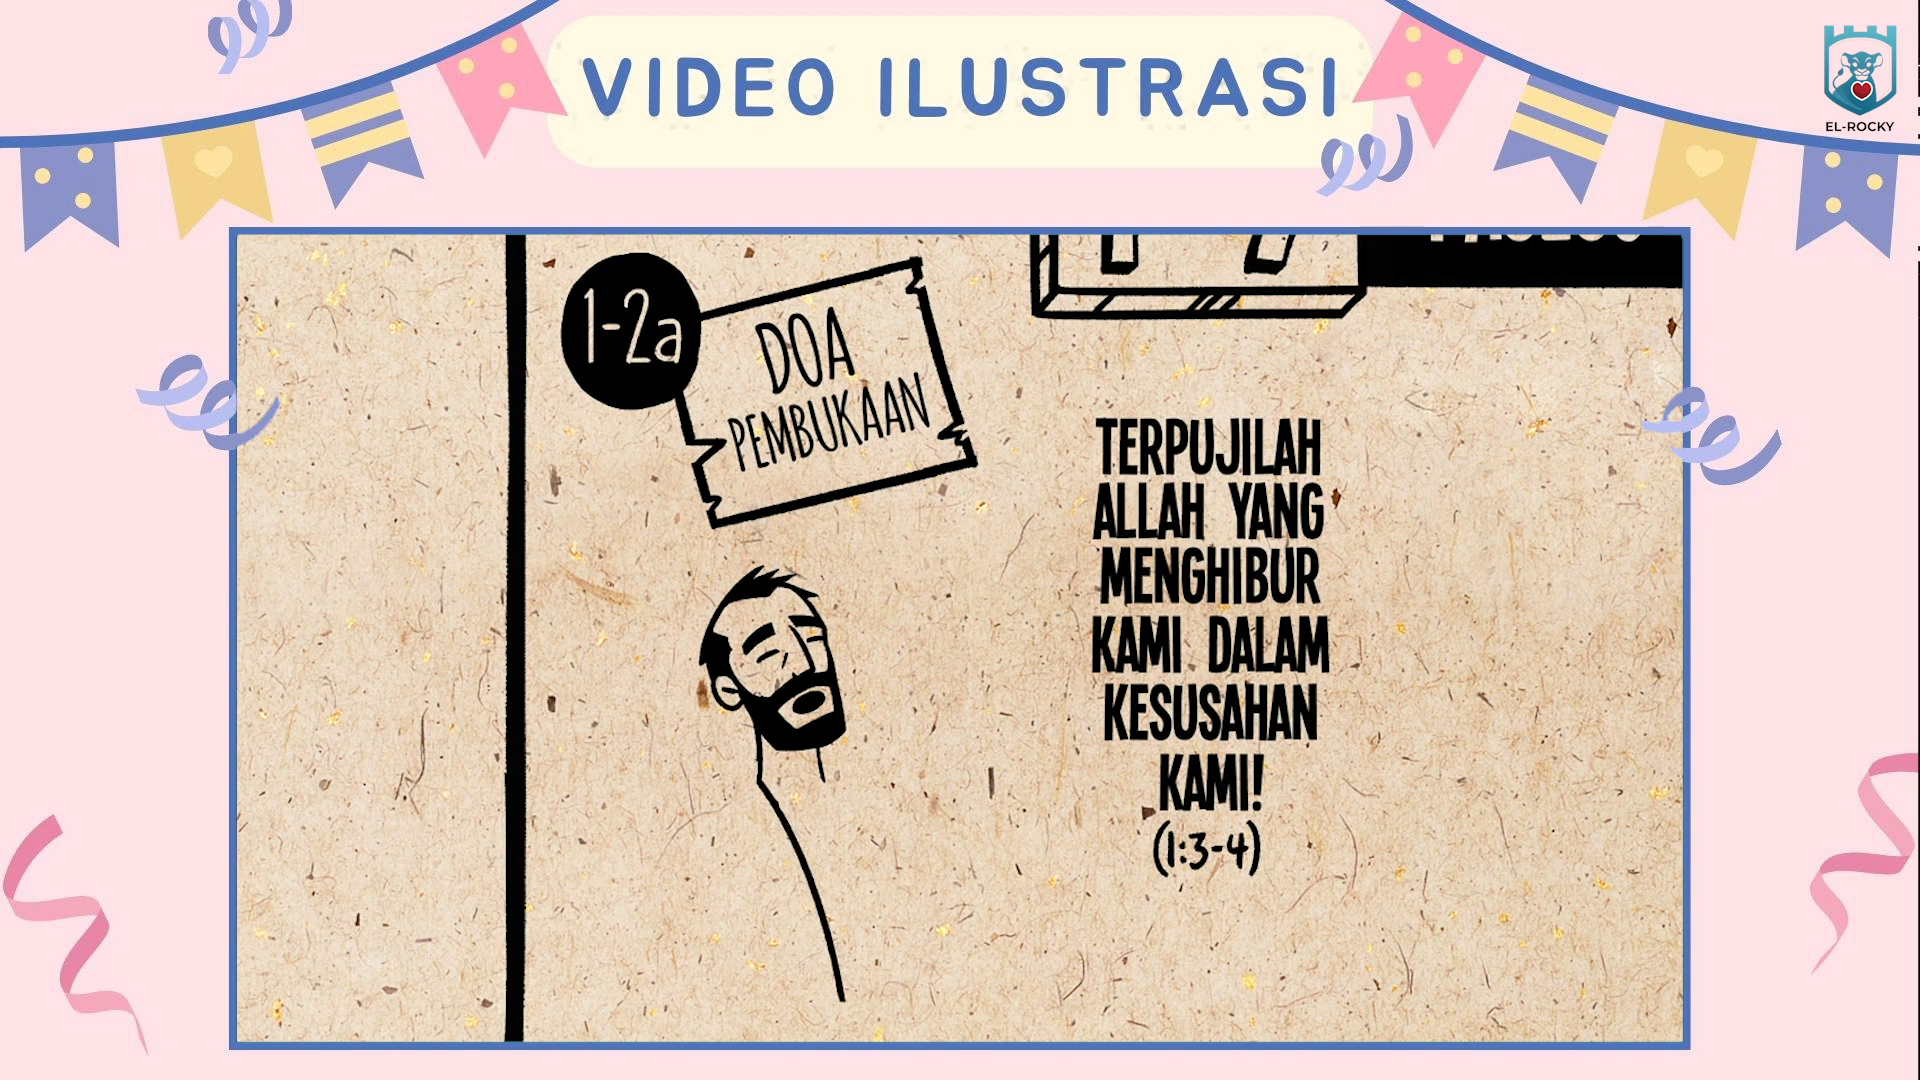 VIDEO ILUSTRASI
EL-ROCKY
1-2a
DOA
PEMBUKAAN
TERPUJILAH
ALLAH YANG
MENGHIBUR
KAMI DALAM
KESUSAHAN
KAMI!
(1:3-4)